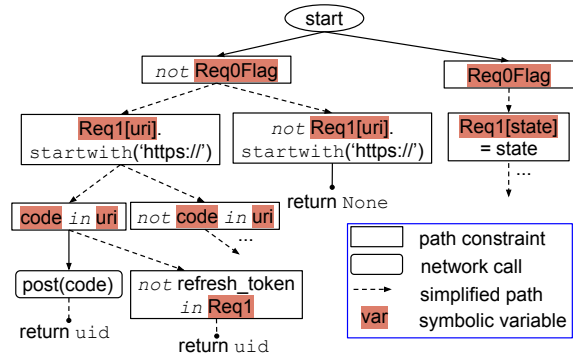 start
not Req0Flag
Req0Flag
Req1[uri].
startwith(‘https://’)
not Req1[uri].
startwith(‘https://’)
Req1[state]
= state
...
return None
code in uri
not code in uri
...
post(code)
not refresh_token
in Req1
return uid
return uid
path constraint
network call
simplified path
var symbolic variable